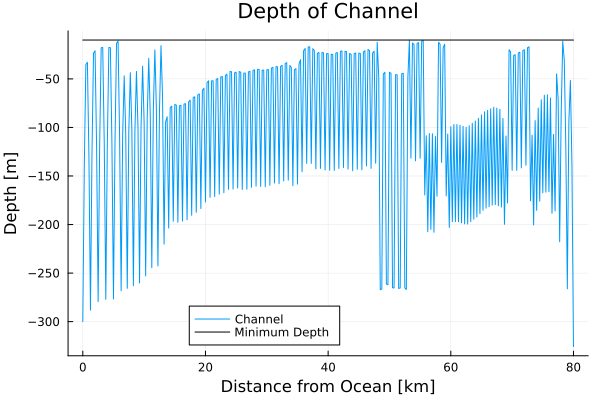 Depth of Channel
Depth [m]
−50
−100
−150
−200
−250
−300
Channel
Minimum Depth
0
20
40
60
80
Distance from Ocean [km]